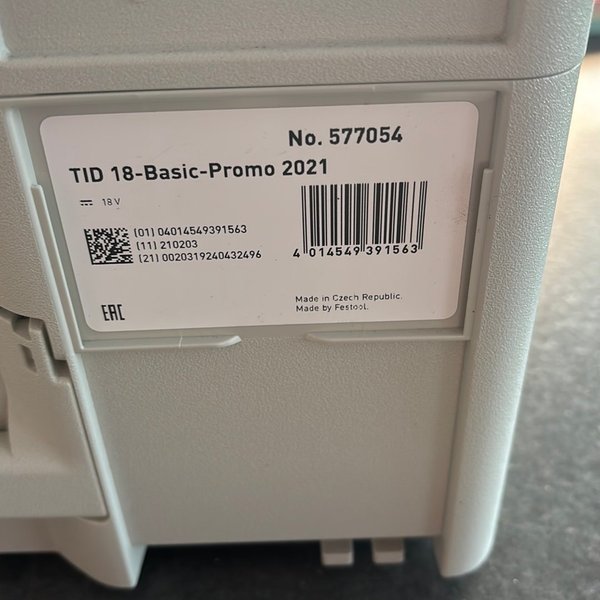 No. 577054
TID 18-Basic-Promo 2021
18 V
(01) 04014549391563
(11) 210203
(21) 0020319240432496
4 014549 391563
EAC
Made in Czech Republic.
Made by Festool.